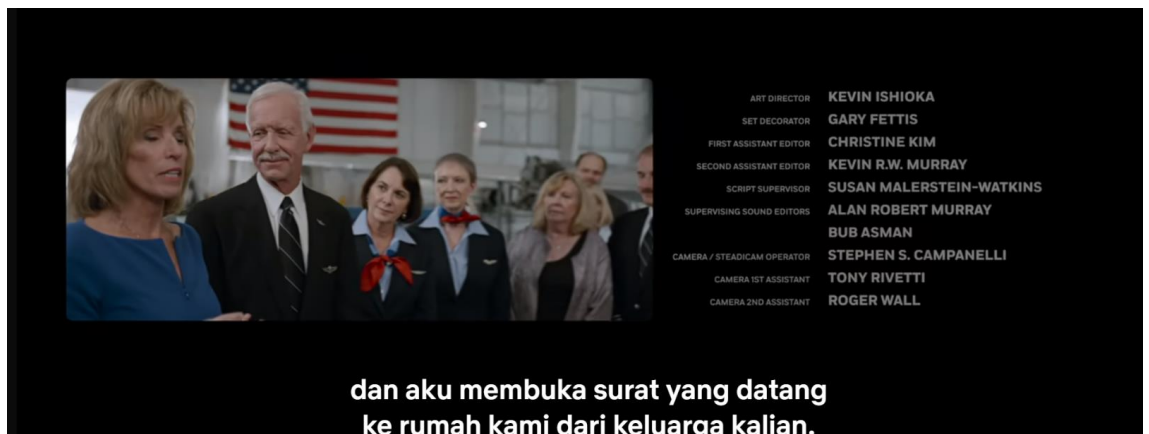 ART DIRECTOR KEVIN ISHIOKA
SET DECORATOR GARY FETTIS
FIRST ASSISTANT EDITOR CHRISTINE KIM
SECOND ASSISTANT EDITOR KEVIN R.W. MURRAY
SCRIPT SUPERVISOR SUSAN MALERSTEIN-WATKINS
SUPERVISING SOUND EDITORS ALAN ROBERT MURRAY
BUB ASMAN
CAMERA / STEADICAM OPERATOR STEPHEN S. CAMPANELLI
CAMERA 1ST ASSISTANT TONY RIVETTI
CAMERA 2ND ASSISTANT ROGER WALL
dan aku membuka surat yang datang
ke rumah kami dari keluarga kalian.